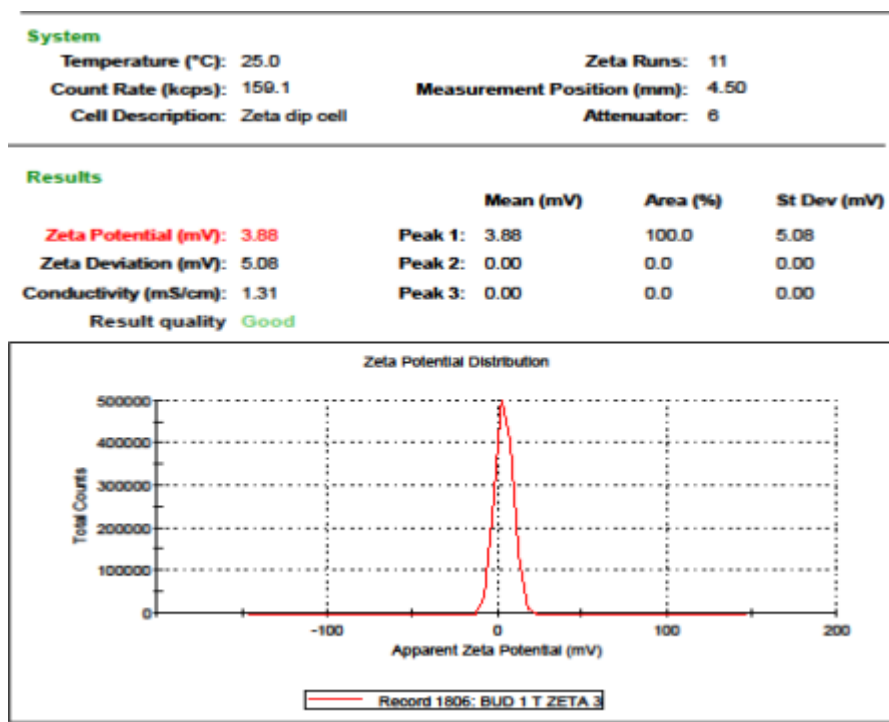 System
Temperature (°C): 25.0 Zeta Runs: 11
Count Rate (kcps): 159.1 Measurement Position (mm): 4.50
Cell Description: Zeta dip cell Attenuator: 6
Results
Mean (mV) Area (%) St Dev (mV)
Zeta Potential (mV): 3.88 Peak 1: 3.88 100.0 5.08
Zeta Deviation (mV): 5.08 Peak 2: 0.00 0.0 0.00
Conductivity (mS/cm): 1.31 Peak 3: 0.00 0.0 0.00
Result quality Good
Zeta Potential Distribution
500000
400000
300000
200000
100000
0
Total Counts
-100 0 100 200
Apparent Zeta Potential (mV)
Record 1806: BUD 1 T ZETA 3